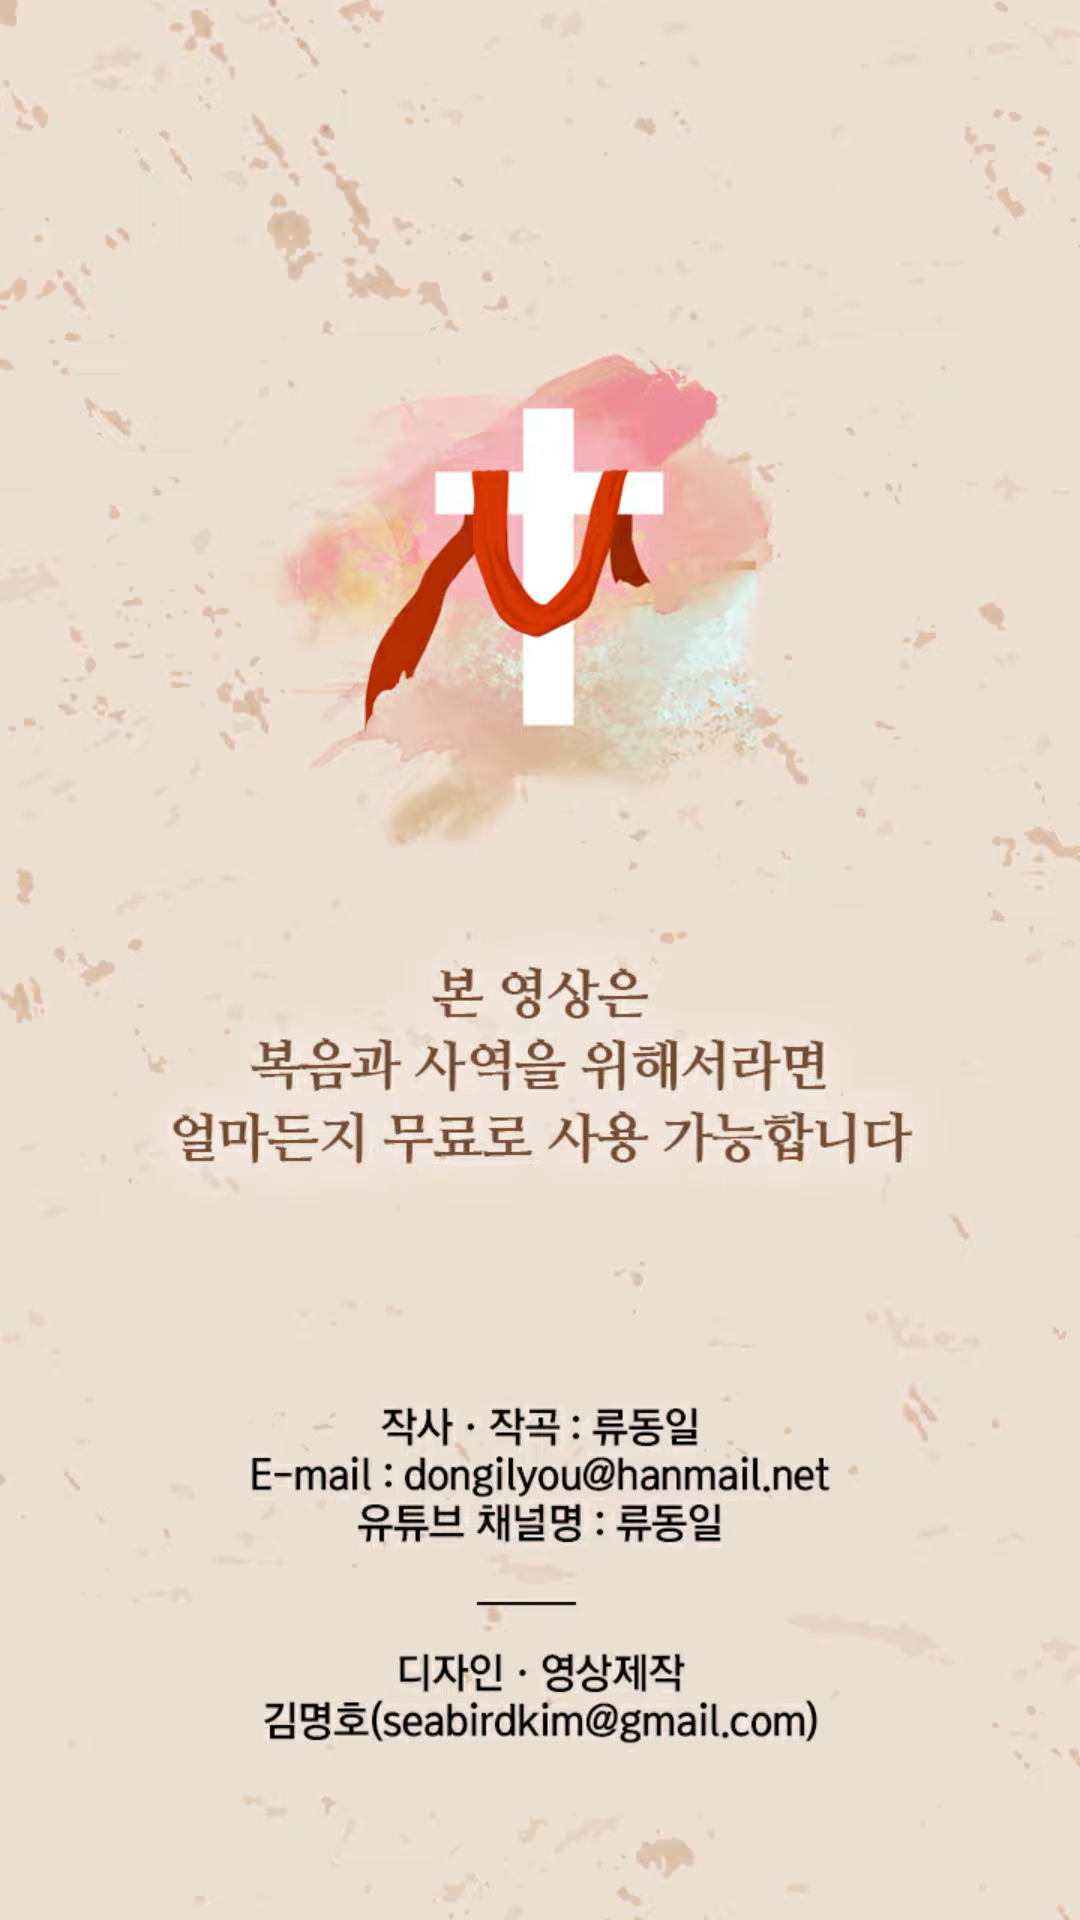 본 영상은
복음과 사역을 위해서라면
얼마든지 무료로 사용 가능합니다
작사 · 작곡 : 류동일
E-mail : dongilyou@hanmail.net
유튜브 채널명 : 류동일
디자인 · 영상제작
김명호(seabirdkim@gmail.com)